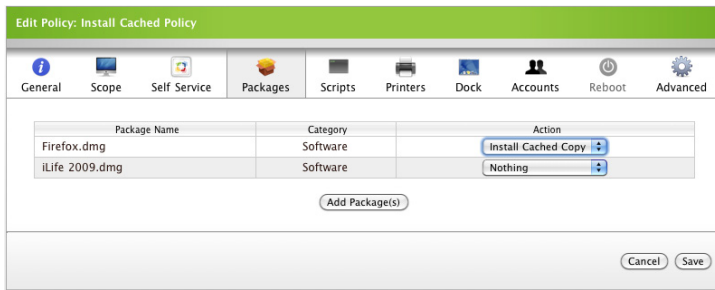 Edit Policy: Install Cached Policy
General Scope Self Service Packages Scripts Printers Dock Accounts Reboot Advanced
Package Name Category Action
Firefox.dmg Software Install Cached Copy
iLife 2009.dmg Software Nothing
Add Package(s)
Cancel Save